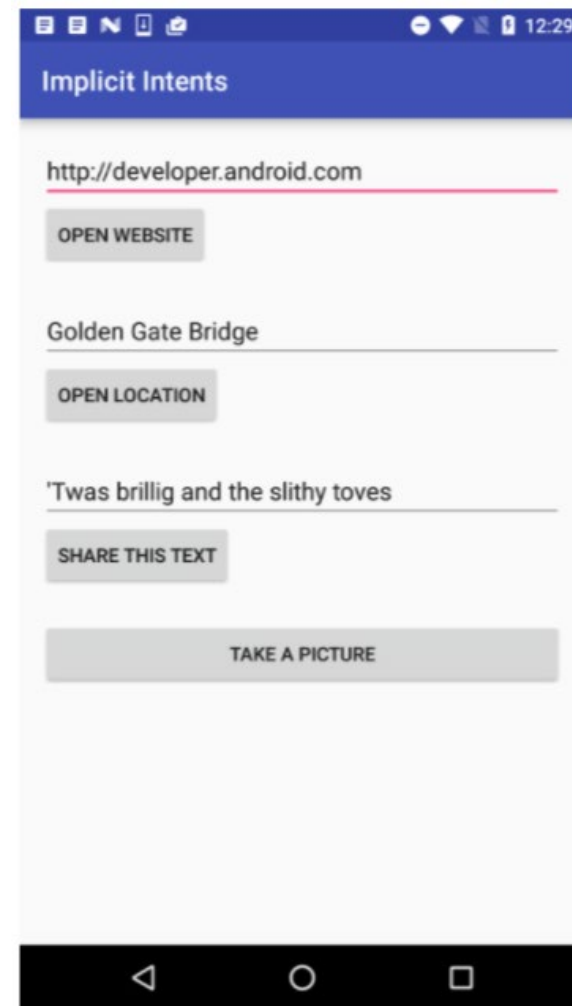 12:29
Implicit Intents
http://developer.android.com
OPEN WEBSITE
Golden Gate Bridge
OPEN LOCATION
'Twas brillig and the slithy toves
SHARE THIS TEXT
TAKE A PICTURE